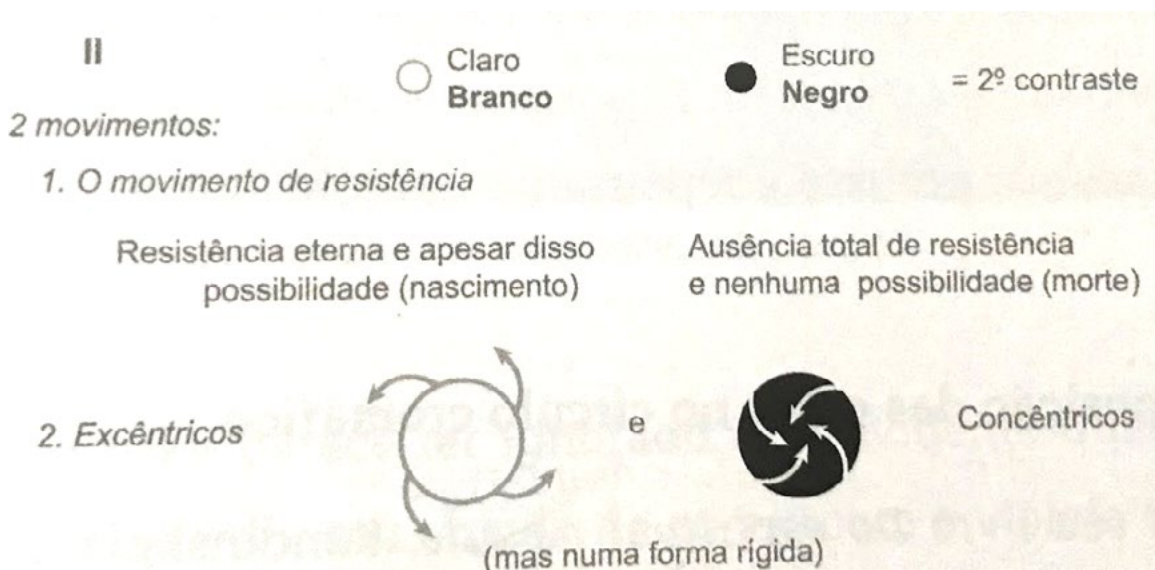 II
Claro
Branco
Escuro
Negro
= 2º contraste
2 movimentos:
1. O movimento de resistência
Resistência eterna e apesar disso
possibilidade (nascimento)
Ausência total de resistência
e nenhuma possibilidade (morte)
2. Excêntricos
e
Concêntricos
(mas numa forma rígida)